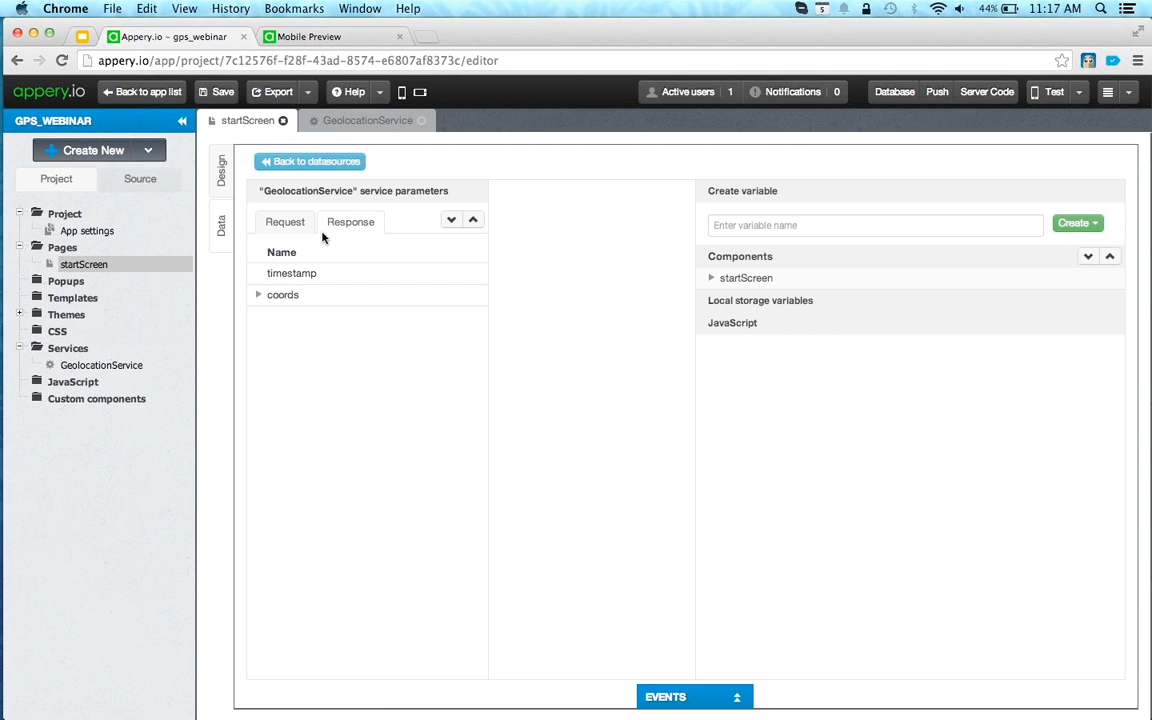 Chrome File Edit View History Bookmarks Window Help 5 44% 11:17 AM
Appery.io - gps_webinar Mobile Preview
appery.io/app/project/7c12576f-f28f-43ad-8574-e6807af8373c/editor
appery.io Back to app list Save Export Help Active users 1 Notifications 0 Database Push Server Code Test
GPS_WEBINAR startScreen GeolocationService
Create New
Project Source
Project
App settings
Pages
startScreen
Popups
Templates
Themes
CSS
Services
GeolocationService
JavaScript
Custom components
Design
Data
Back to datasources
"GeolocationService" service parameters
Request Response
Name
timestamp
coords
Create variable
Enter variable name Create
Components
startScreen
Local storage variables
JavaScript
EVENTS